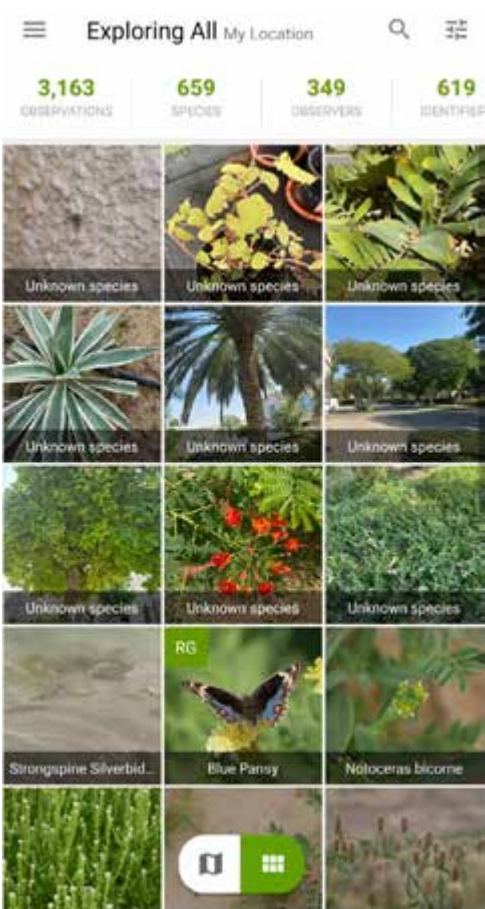 Exploring All My Location
3,163 659 349 619
OBSERVATIONS SPECIES OBSERVERS IDENTIFIER
Unknown species Unknown species Unknown species
Unknown species Unknown species Unknown species
Unknown species Unknown species Unknown species
RG
Strongspine Silverbid... Blue Pansy Notoceras bicorne